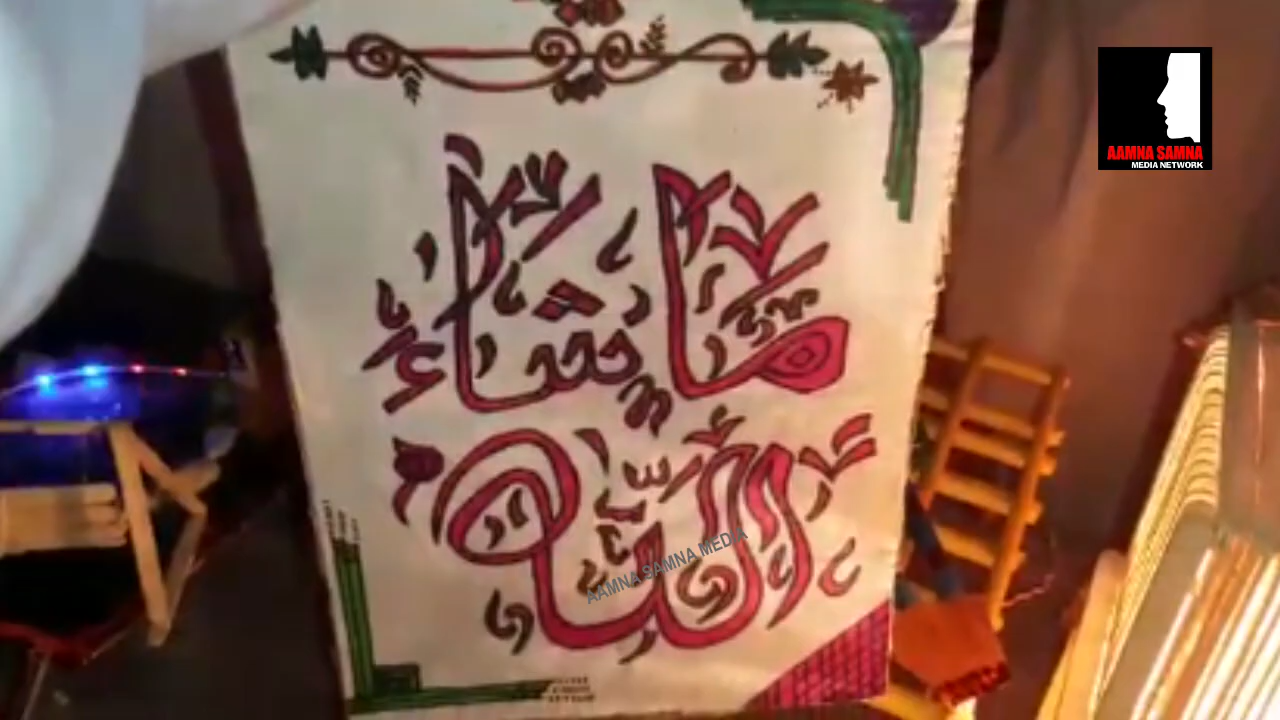 ما شاء
الله
AAMNA SAMNA
MEDIA NETWORK
AAMNA SAMNA MEDIA